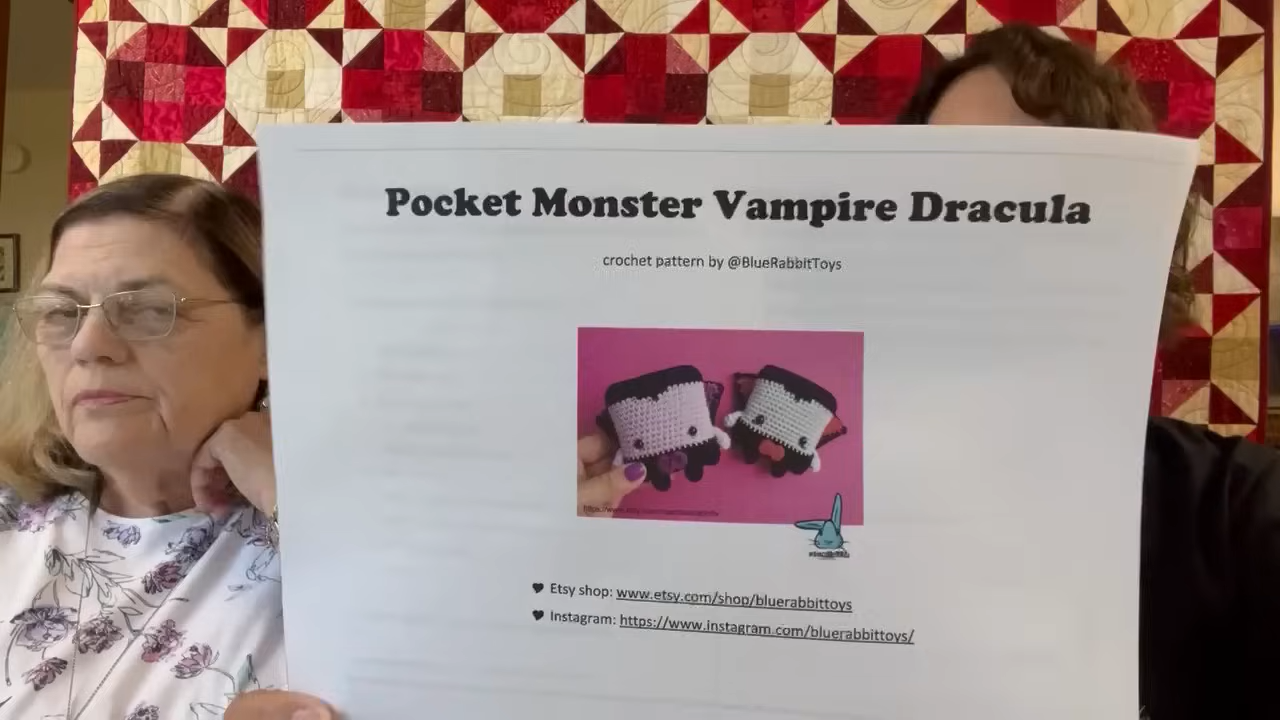 Pocket Monster Vampire Dracula
crochet pattern by @BlueRabbitToys
♥ Etsy shop: www.etsy.com/shop/bluerabbittoys
♥ Instagram: https://www.instagram.com/bluerabbittoys/